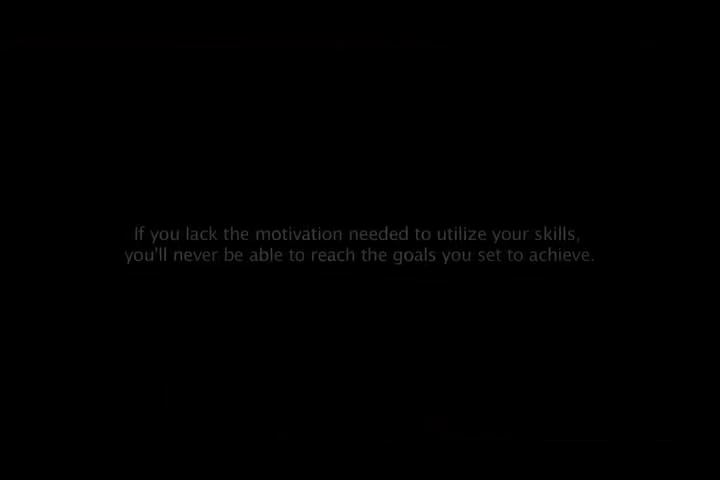 If you lack the motivation needed to utilize your skills,
you'll never be able to reach the goals you set to achieve.